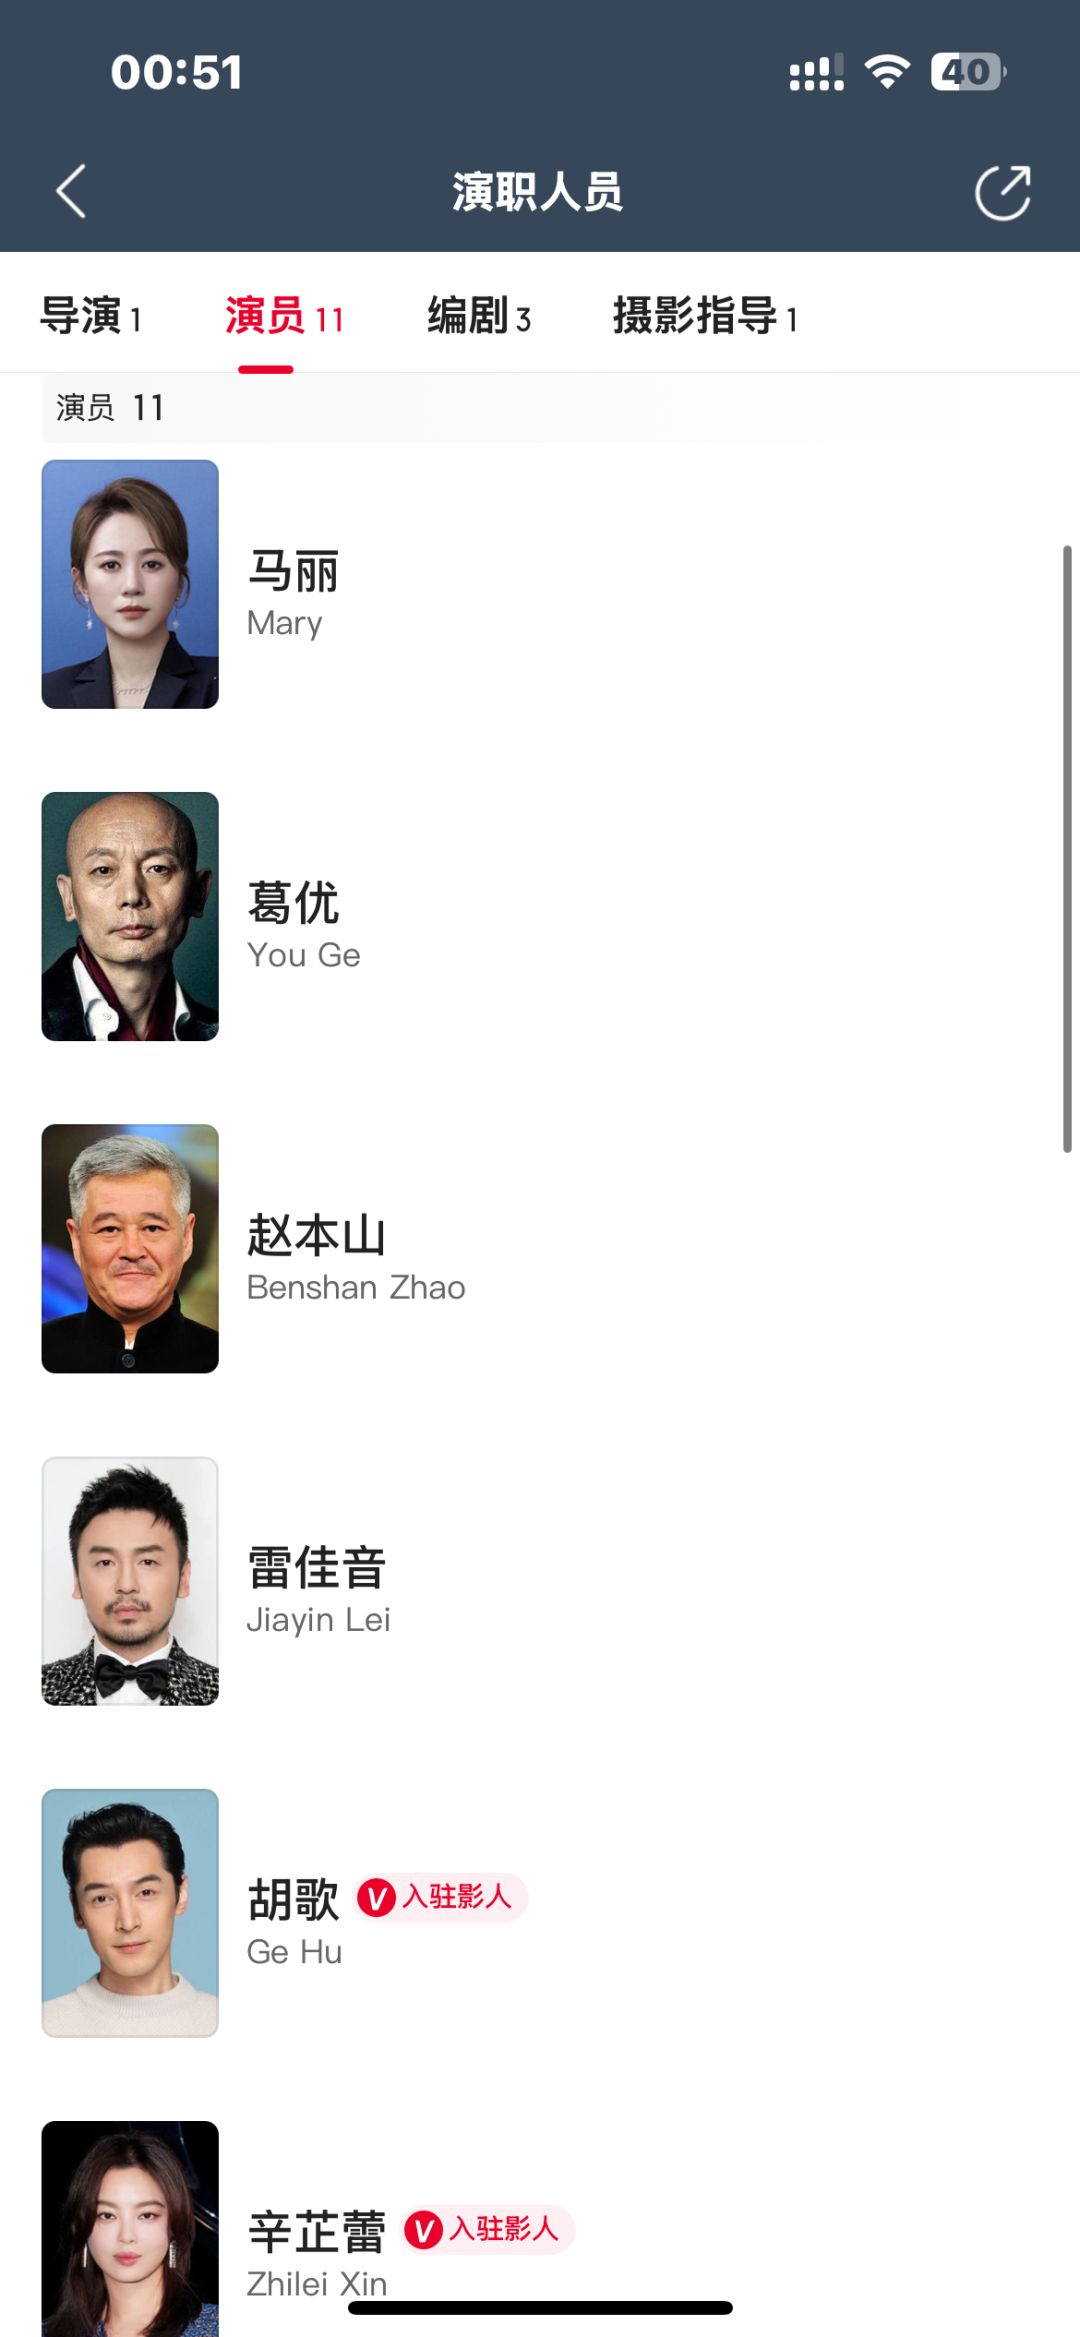 00:51
40
演职人员
导演 1
演员 11
编剧 3
摄影指导 1
演员 11
马丽
Mary
葛优
You Ge
赵本山
Benshan Zhao
雷佳音
Jiayin Lei
胡歌 V 入驻影人
Ge Hu
辛芷蕾 V 入驻影人
Zhilei Xin